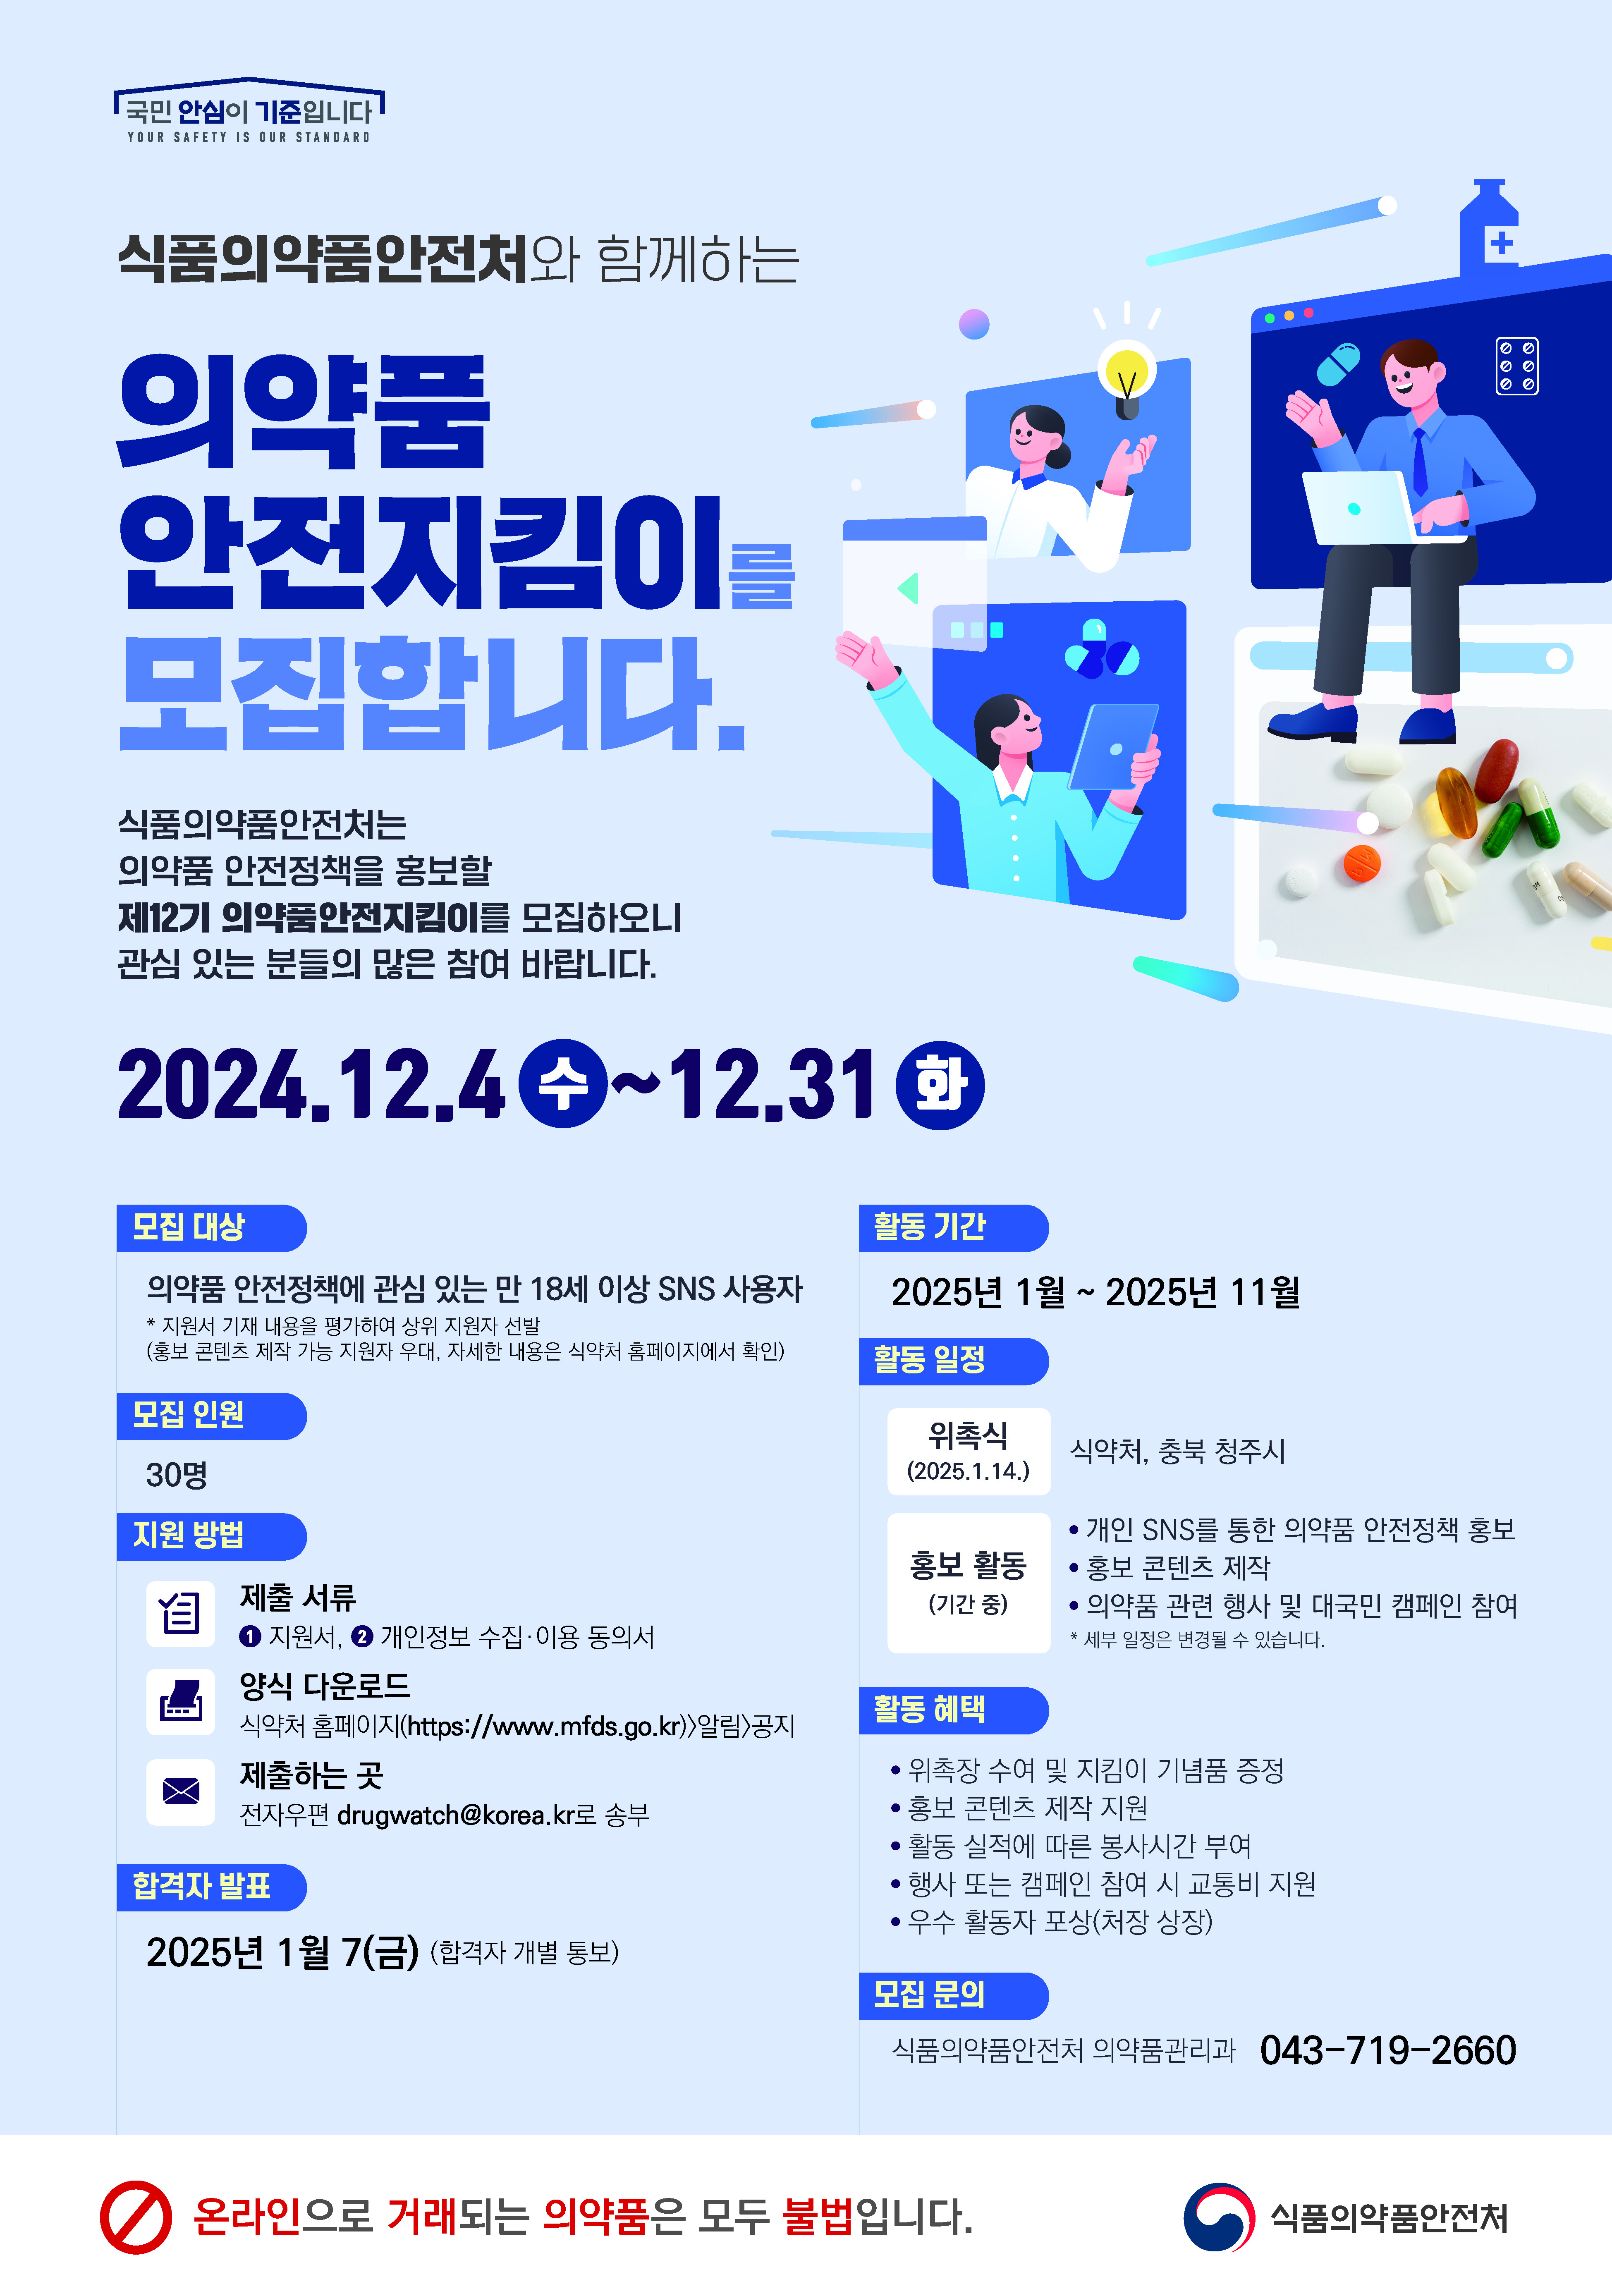 국민 안심이 기준입니다
YOUR SAFETY IS OUR STANDARD
식품의약품안전처와 함께하는
의약품
안전지킴이를
모집합니다.
식품의약품안전처는
의약품 안전정책을 홍보할
제12기 의약품안전지킴이를 모집하오니
관심 있는 분들의 많은 참여 바랍니다.
2024.12.4 수 ~12.31 화
모집 대상
의약품 안전정책에 관심 있는 만 18세 이상 SNS 사용자
* 지원서 기재 내용을 평가하여 상위 지원자 선발
(홍보 콘텐츠 제작 가능 지원자 우대, 자세한 내용은 식약처 홈페이지에서 확인)
모집 인원
30명
지원 방법
제출 서류
❶ 지원서, ❷ 개인정보 수집·이용 동의서
양식 다운로드
식약처 홈페이지(https://www.mfds.go.kr)>알림>공지
제출하는 곳
전자우편 drugwatch@korea.kr로 송부
합격자 발표
2025년 1월 7(금) (합격자 개별 통보)
활동 기간
2025년 1월 ~ 2025년 11월
활동 일정
위촉식
(2025.1.14.)
식약처, 충북 청주시
홍보 활동
(기간 중)
• 개인 SNS를 통한 의약품 안전정책 홍보
• 홍보 콘텐츠 제작
• 의약품 관련 행사 및 대국민 캠페인 참여
* 세부 일정은 변경될 수 있습니다.
활동 혜택
• 위촉장 수여 및 지킴이 기념품 증정
• 홍보 콘텐츠 제작 지원
• 활동 실적에 따른 봉사시간 부여
• 행사 또는 캠페인 참여 시 교통비 지원
• 우수 활동자 포상(처장 상장)
모집 문의
식품의약품안전처 의약품관리과 043-719-2660
온라인으로 거래되는 의약품은 모두 불법입니다.
식품의약품안전처